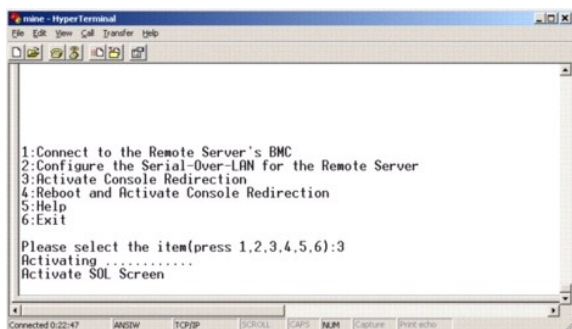 mine - HyperTerminal
File Edit View Call Transfer Help
1:Connect to the Remote Server's BMC
2:Configure the Serial-Over-LAN for the Remote Server
3:Activate Console Redirection
4:Reboot and Activate Console Redirection
5:Help
6:Exit
Please select the item(press 1,2,3,4,5,6):3
Activating ............
Activate SOL Screen
Connected 0:22:47 ANSIW TCP/IP SCROLL CAPS NUM Capture Print echo